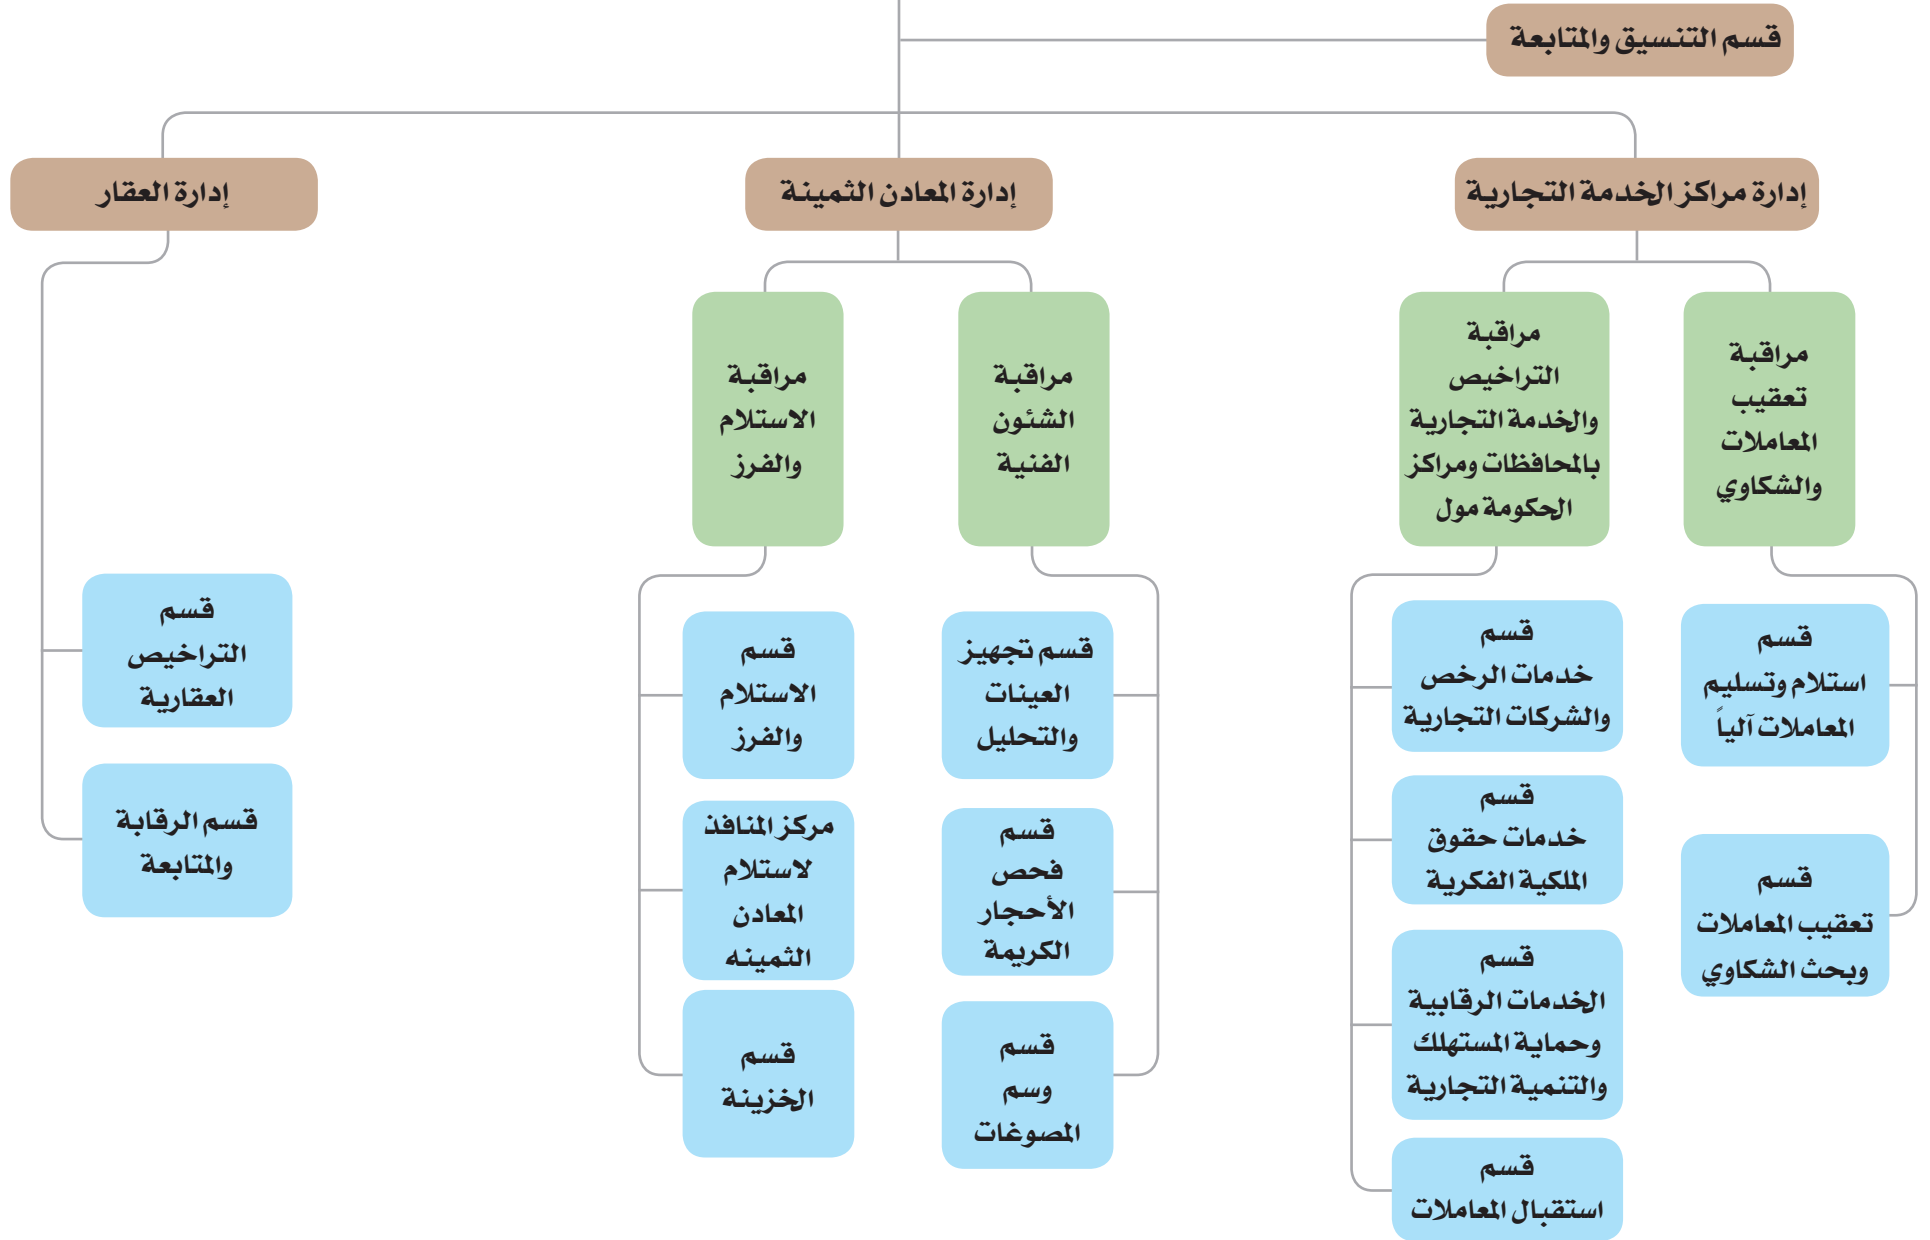 قسم التنسيق والمتابعة
إدارة مراكز الخدمة التجارية
إدارة المعادن الثمينة
إدارة العقار
مراقبة
تعقيب
المعاملات
والشكاوي
مراقبة
التراخيص
والخدمة التجارية
بالمحافظات ومراكز
الحكومة مول
مراقبة
الشئون
الفنية
مراقبة
الاستلام
والفرز
قسم
استلام وتسليم
المعاملات آلياً
قسم
تعقيب المعاملات
وبحث الشكاوي
قسم
خدمات الرخص
والشركات التجارية
قسم
خدمات حقوق
الملكية الفكرية
قسم
الخدمات الرقابية
وحماية المستهلك
والتنمية التجارية
قسم
استقبال المعاملات
قسم تجهيز
العينات
والتحليل
قسم
فحص
الأحجار
الكريمة
قسم
وسم
المصوغات
قسم
الاستلام
والفرز
مركز المنافذ
لاستلام
المعادن
الثمينه
قسم
الخزينة
قسم
التراخيص
العقارية
قسم الرقابة
والمتابعة